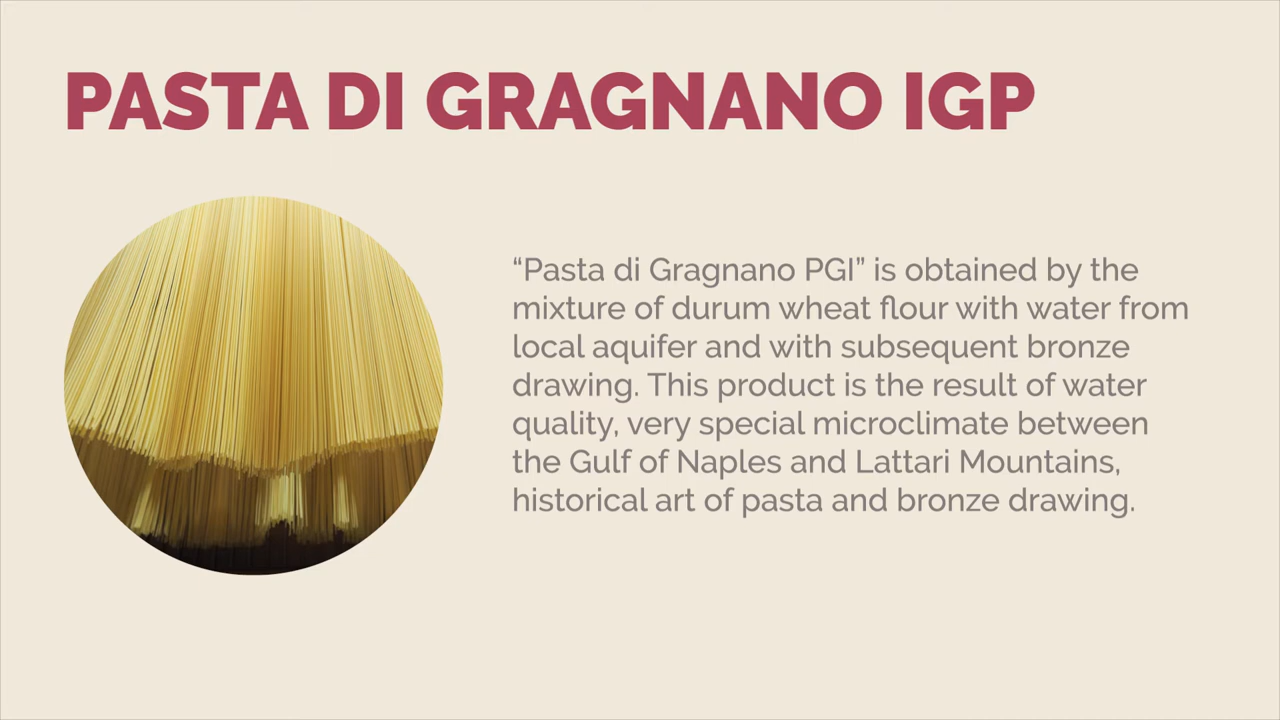 PASTA DI GRAGNANO IGP
“Pasta di Gragnano PGI” is obtained by the
mixture of durum wheat flour with water from
local aquifer and with subsequent bronze
drawing. This product is the result of water
quality, very special microclimate between
the Gulf of Naples and Lattari Mountains,
historical art of pasta and bronze drawing.